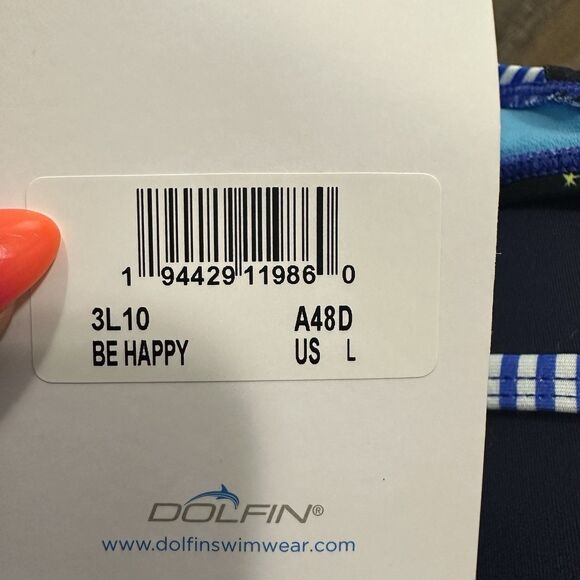 1 94429 11986 0
3L10 A48D
BE HAPPY US L
DOLFIN®
www.dolfinswimwear.com